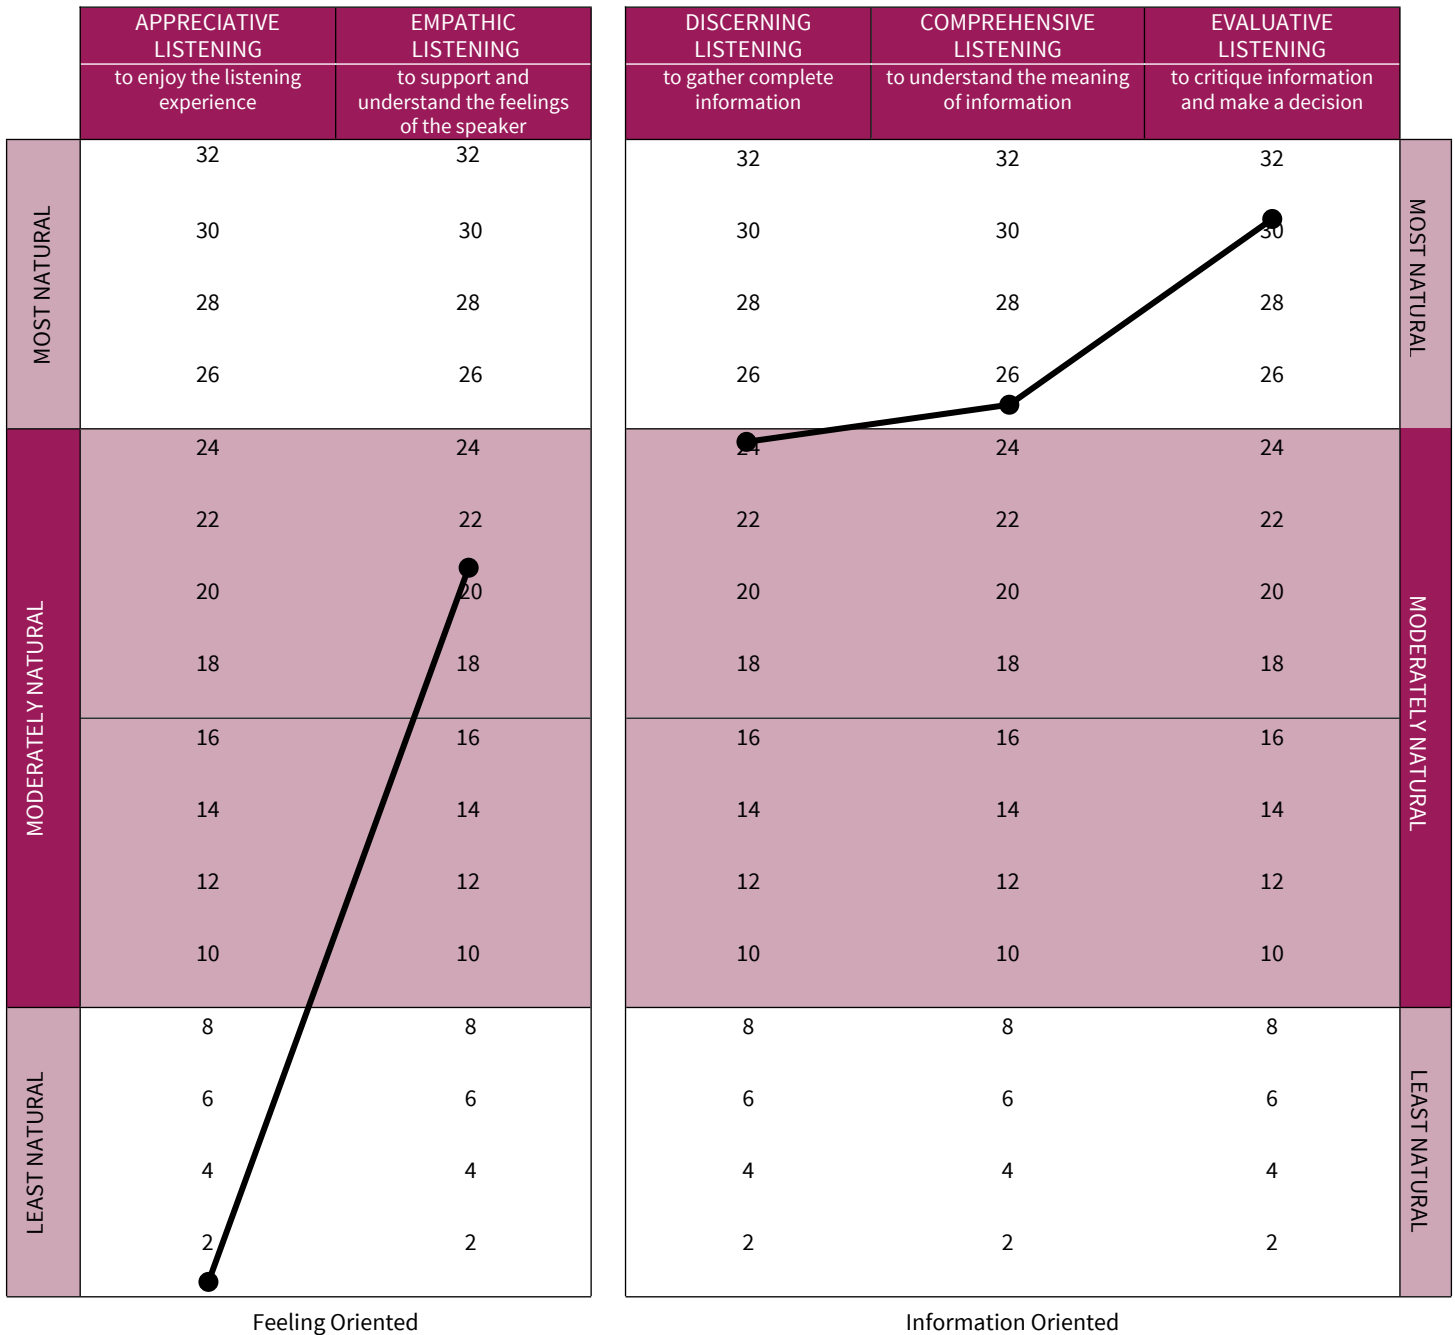 APPRECIATIVE
LISTENING
to enjoy the listening
experience
EMPATHIC
LISTENING
to support and
understand the feelings
of the speaker
DISCERNING
LISTENING
to gather complete
information
COMPREHENSIVE
LISTENING
to understand the meaning
of information
EVALUATIVE
LISTENING
to critique information
and make a decision
MOST NATURAL
MODERATELY NATURAL
LEAST NATURAL
32 32 32 32 32
30 30 30 30 30
28 28 28 28 28
26 26 26 26 26
24 24 24 24 24
22 22 22 22 22
20 20 20 20 20
18 18 18 18 18
16 16 16 16 16
14 14 14 14 14
12 12 12 12 12
10 10 10 10 10
8 8 8 8 8
6 6 6 6 6
4 4 4 4 4
2 2 2 2 2
MOST NATURAL
MODERATELY NATURAL
LEAST NATURAL
Feeling Oriented
Information Oriented